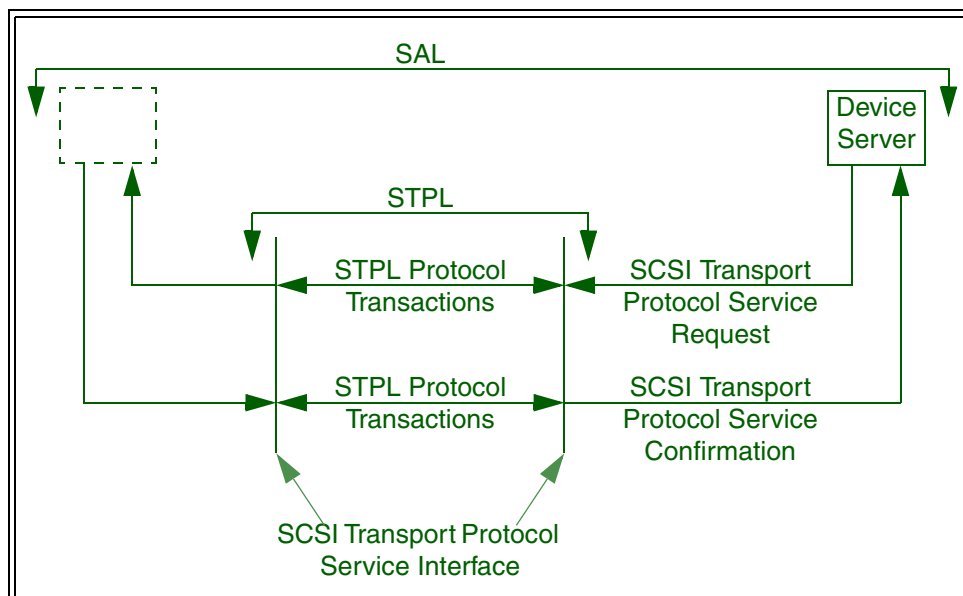 SAL
Device
Server
STPL
STPL Protocol
Transactions
SCSI Transport
Protocol Service
Request
STPL Protocol
Transactions
SCSI Transport
Protocol Service
Confirmation
SCSI Transport Protocol
Service Interface